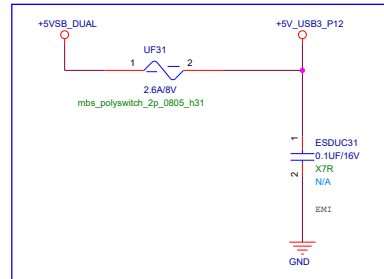 +5VSB_DUAL
+5V_USB3_P12
UF31
1
2
2.6A/8V
mbs_polyswitch_2p_0805_h31
1
ESDUC31
0.1UF/16V
X7R
2
N/A
EMI
GND